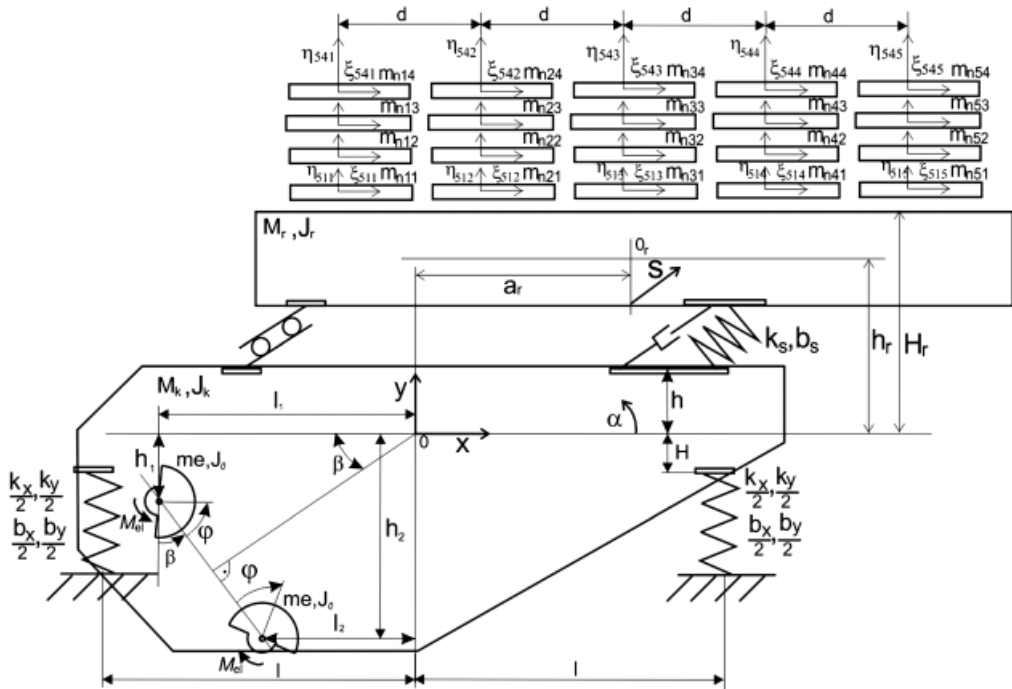 d d d d
η541 η542 η543 η544 η545
ξ541 mn14 ξ542 mn24 ξ543 mn34 ξ544 mn44 ξ545 mn54
mn13 mn23 mn33 mn43 mn53
mn12 mn22 mn32 mn42 mn52
η511 ξ511 mn11 η512 ξ512 mn21 η513 ξ513 mn31 η514 ξ514 mn41 η515 ξ515 mn51
Mr,Jr
0r
s
ar
ks,bs
hr
Hr
Mk,Jk
y
l1
h
α
0
x
β
H
h1
me,J0
kx/2,ky/2
bx/2,by/2
Mel
φ
β
h2
kx/2,ky/2
bx/2,by/2
φ
me,J0
l2
Mel
l
l